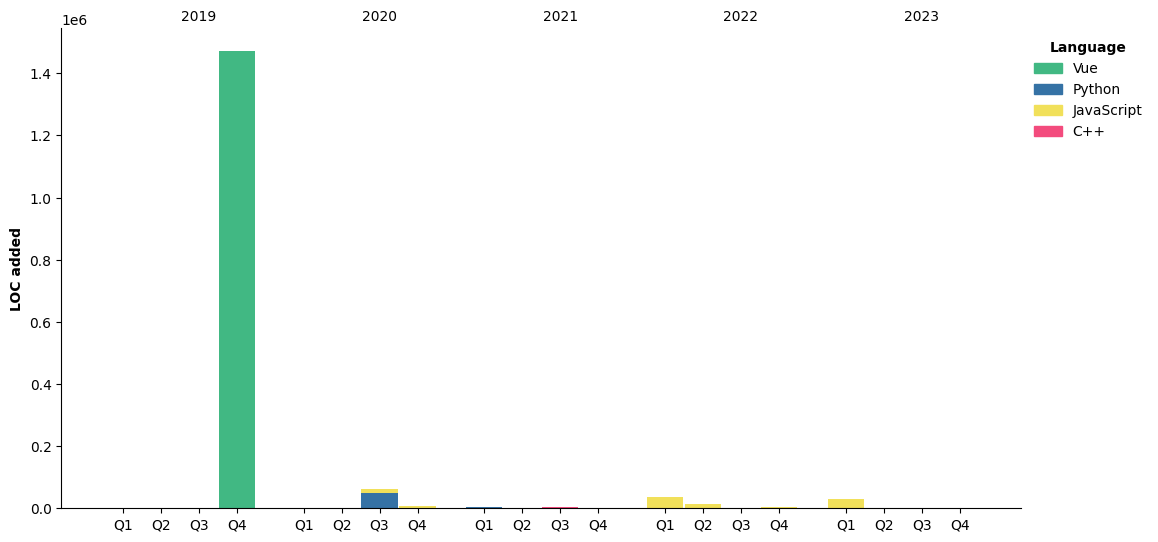 2019 2020 2021 2022 2023
1e6
Language
Vue
Python
JavaScript
C++
LOC added
1.4
1.2
1.0
0.8
0.6
0.4
0.2
0.0
Q1 Q2 Q3 Q4 Q1 Q2 Q3 Q4 Q1 Q2 Q3 Q4 Q1 Q2 Q3 Q4 Q1 Q2 Q3 Q4